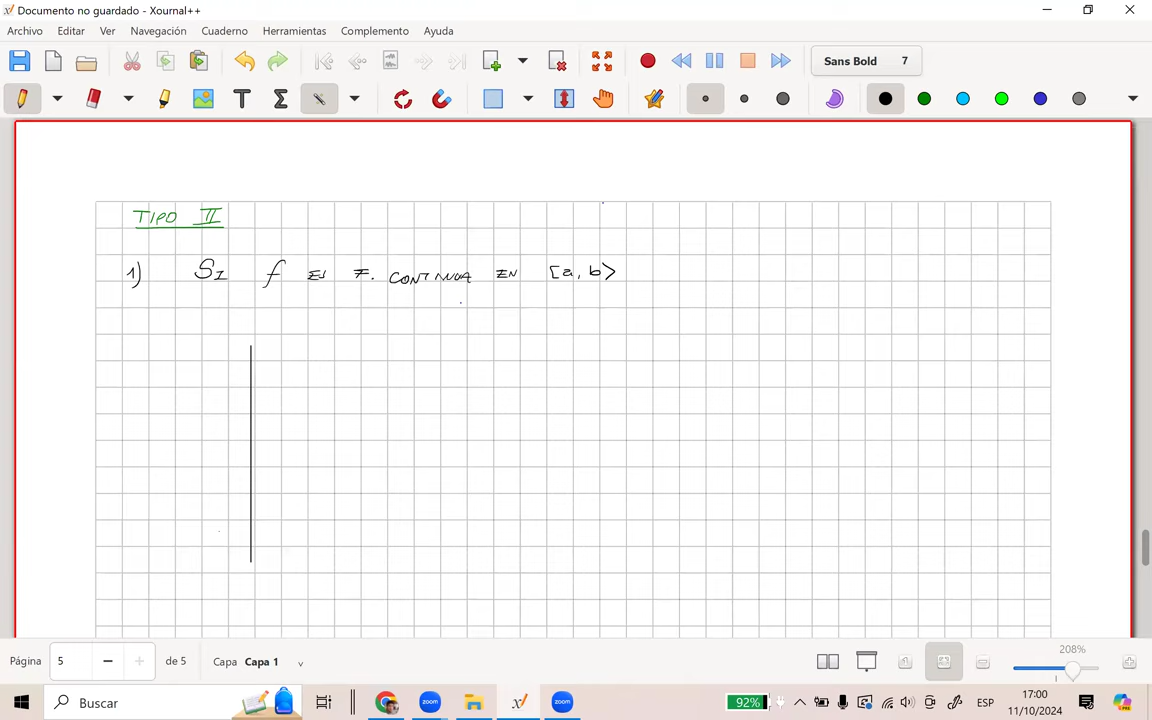 Documento no guardado - Xournal++
Archivo Editar Ver Navegación Cuaderno Herramientas Complemento Ayuda
Sans Bold 7
TIPO II
1) SI f ES F. CONTINUA EN [a, b>
Página 5 de 5 Capa Capa 1
208%
Buscar
zoom zoom
92% ESP 17:00
11/10/2024